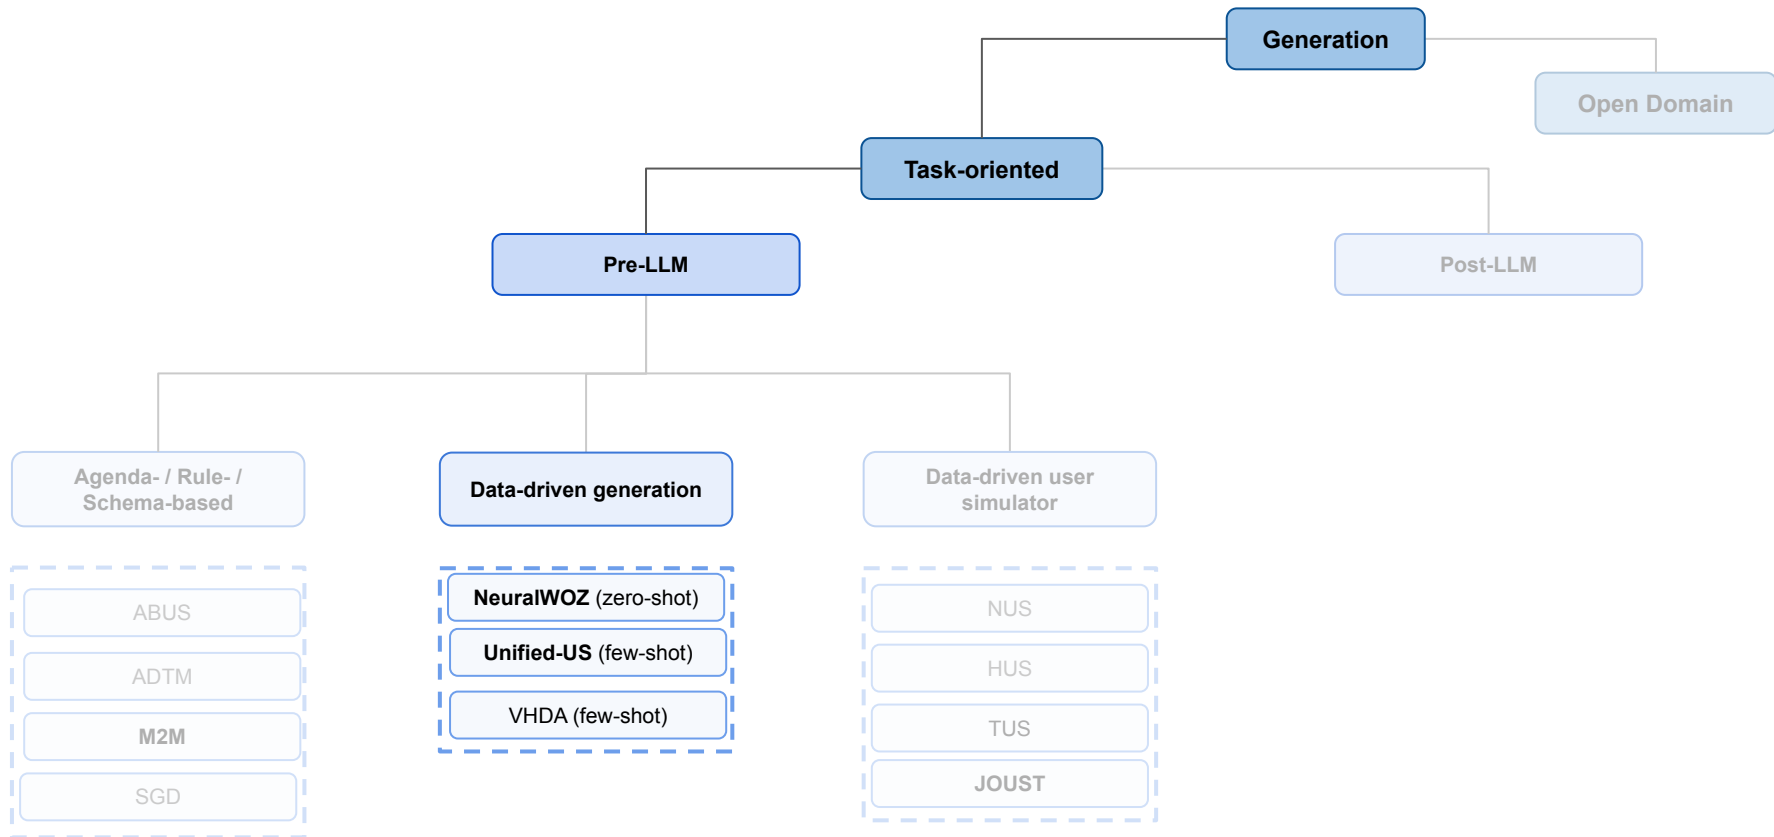 Generation
Open Domain
Task-oriented
Pre-LLM
Post-LLM
Agenda- / Rule- /
Schema-based
Data-driven generation
Data-driven user
simulator
ABUS
ADTM
M2M
SGD
NeuralWOZ (zero-shot)
Unified-US (few-shot)
VHDA (few-shot)
NUS
HUS
TUS
JOUST